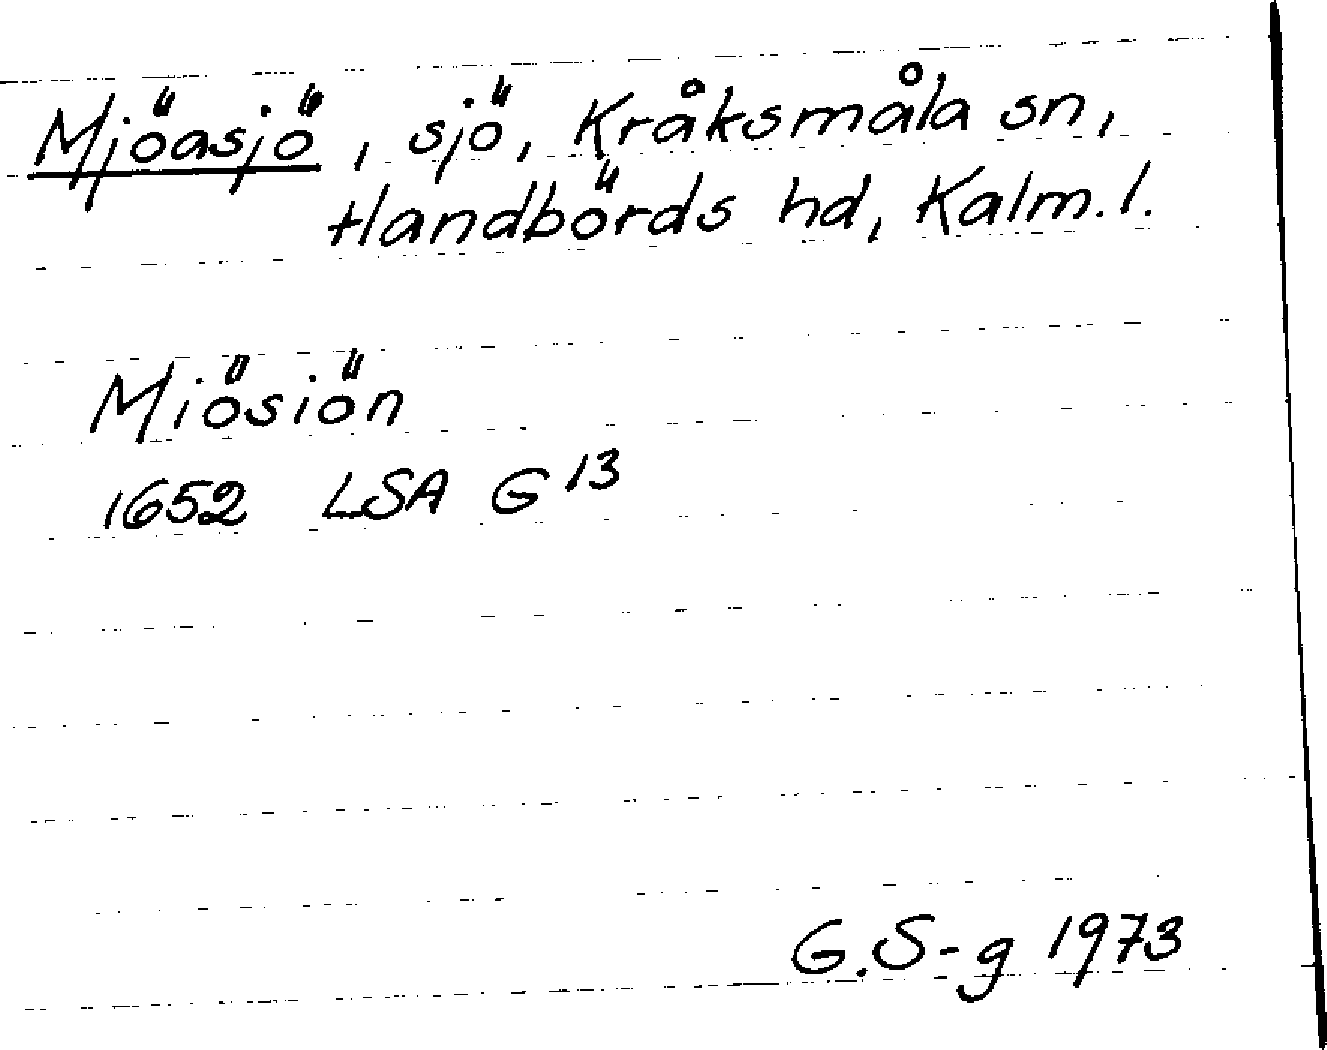 Mjöasjö, sjö, Kråksmåla sn,
Handbörds hd, Kalm. l.
Miösiön
1652 LSA G 13
G. S-g 1973